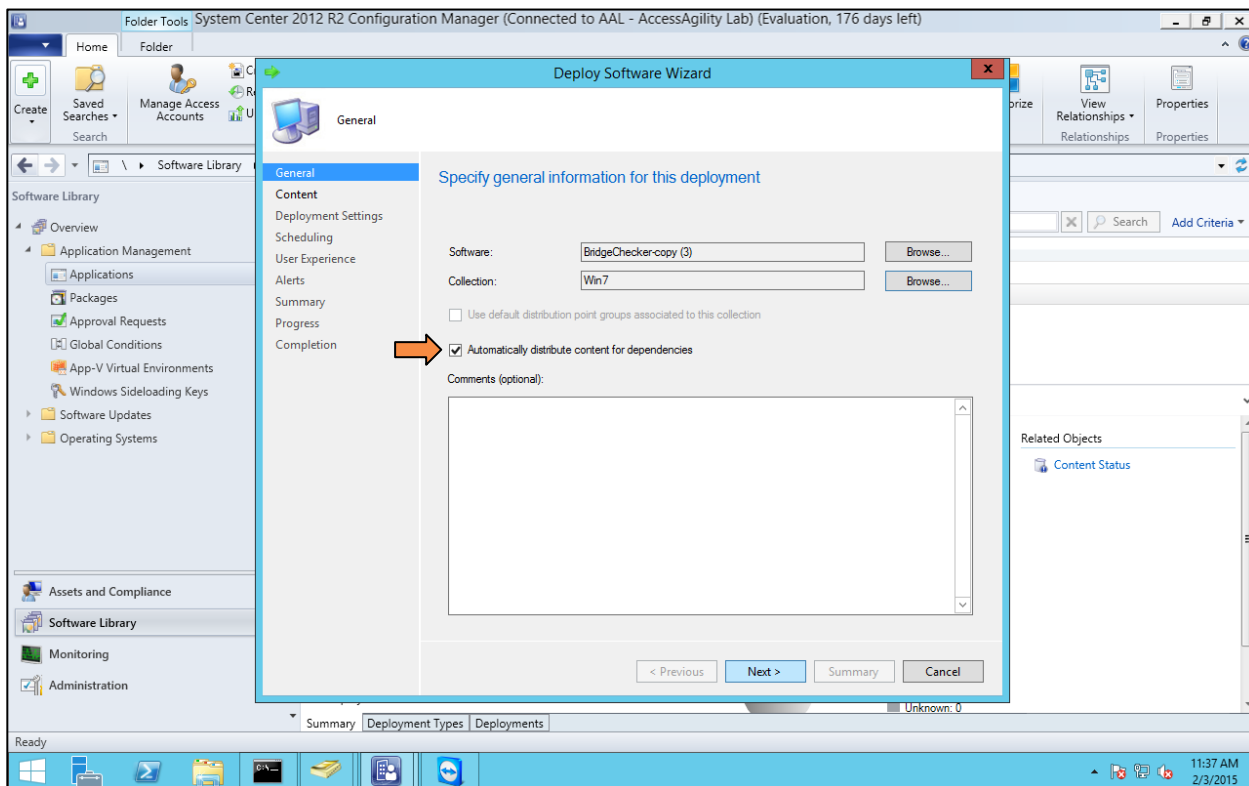 Folder Tools System Center 2012 R2 Configuration Manager (Connected to AAL - AccessAgility Lab) (Evaluation, 176 days left)
Home Folder
Create
Saved Searches
Search
Manage Access Accounts
View Relationships
Relationships
Properties
Properties
\ Software Library
Software Library
Overview
Application Management
Applications
Packages
Approval Requests
Global Conditions
App-V Virtual Environments
Windows Sideloading Keys
Software Updates
Operating Systems
Assets and Compliance
Software Library
Monitoring
Administration
Deploy Software Wizard
x
General
General
Content
Deployment Settings
Scheduling
User Experience
Alerts
Summary
Progress
Completion
Specify general information for this deployment
Software: BridgeChecker-copy (3) Browse...
Collection: Win7 Browse...
Use default distribution point groups associated to this collection
Automatically distribute content for dependencies
Comments (optional):
< Previous Next > Summary Cancel
Search Add Criteria
Related Objects
Content Status
Unknown: 0
Summary Deployment Types Deployments
Ready
11:37 AM
2/3/2015